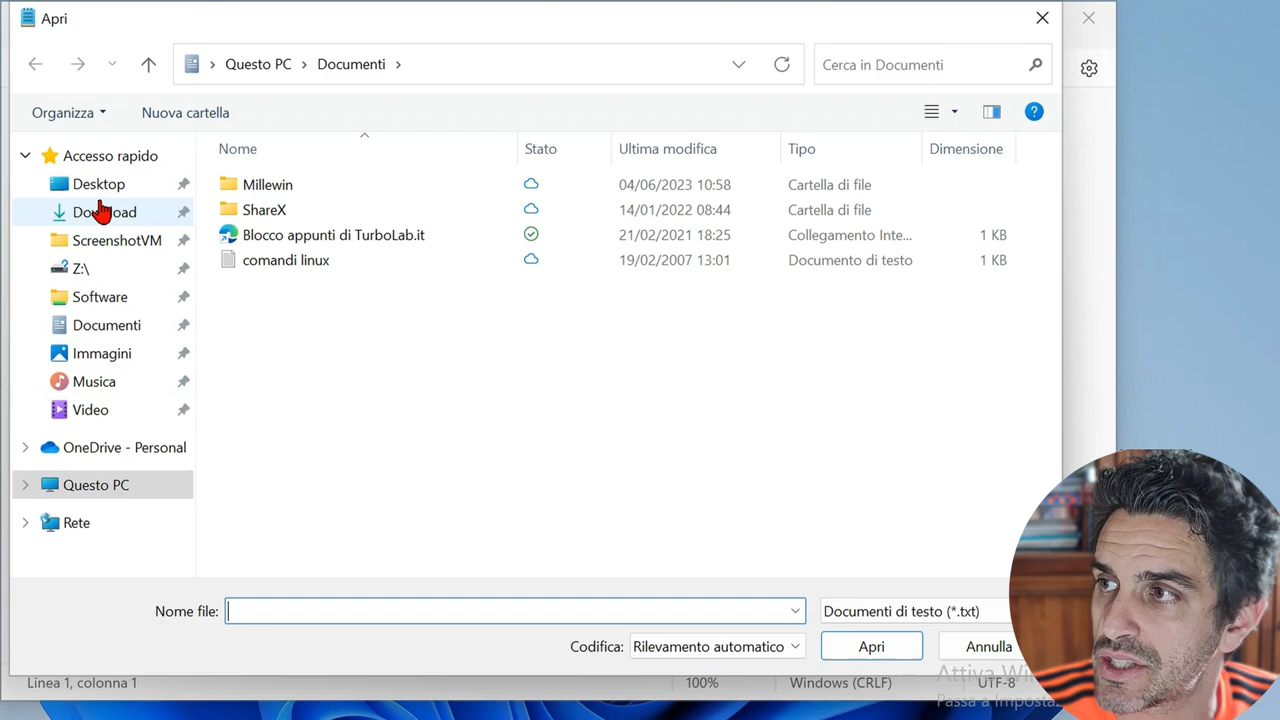 Apri
Questo PC
Documenti
Cerca in Documenti
Organizza
Nuova cartella
Nome
Stato
Ultima modifica
Tipo
Dimensione
Accesso rapido
Desktop
Download
ScreenshotVM
Z:\
Software
Documenti
Immagini
Musica
Video
OneDrive - Personal
Questo PC
Rete
Millewin
04/06/2023 10:58
Cartella di file
ShareX
14/01/2022 08:44
Cartella di file
Blocco appunti di TurboLab.it
21/02/2021 18:25
Collegamento Inte...
1 KB
comandi linux
19/02/2007 13:01
Documento di testo
1 KB
Nome file:
Documenti di testo (*.txt)
Codifica:
Rilevamento automatico
Apri
Annulla
Attiva
Passa a
Linea 1, colonna 1
100%
Windows (CRLF)
UTF-8